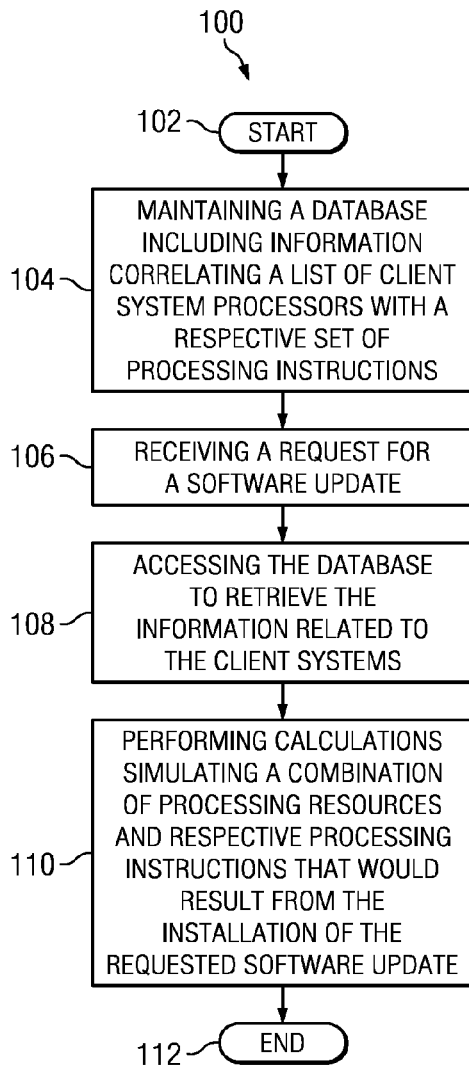 100
102
START
104
MAINTAINING A DATABASE
INCLUDING INFORMATION
CORRELATING A LIST OF CLIENT
SYSTEM PROCESSORS WITH A
RESPECTIVE SET OF
PROCESSING INSTRUCTIONS
106
RECEIVING A REQUEST FOR
A SOFTWARE UPDATE
108
ACCESSING THE DATABASE
TO RETRIEVE THE
INFORMATION RELATED TO
THE CLIENT SYSTEMS
110
PERFORMING CALCULATIONS
SIMULATING A COMBINATION
OF PROCESSING RESOURCES
AND RESPECTIVE PROCESSING
INSTRUCTIONS THAT WOULD
RESULT FROM THE
INSTALLATION OF THE
REQUESTED SOFTWARE UPDATE
112
END